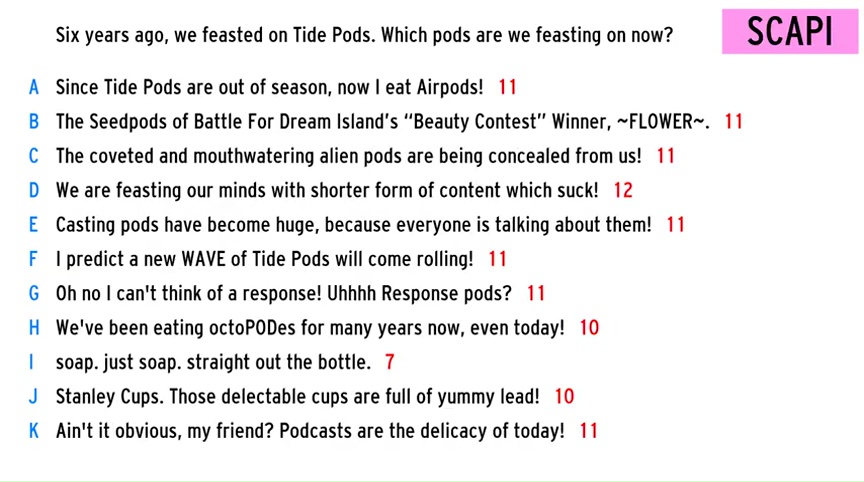 Six years ago, we feasted on Tide Pods. Which pods are we feasting on now?
SCAPI
A Since Tide Pods are out of season, now I eat Airpods! 11
B The Seedpods of Battle For Dream Island's “Beauty Contest” Winner, ~FLOWER~. 11
C The coveted and mouthwatering alien pods are being concealed from us! 11
D We are feasting our minds with shorter form of content which suck! 12
E Casting pods have become huge, because everyone is talking about them! 11
F I predict a new WAVE of Tide Pods will come rolling! 11
G Oh no I can't think of a response! Uhhhh Response pods? 11
H We've been eating octoPODes for many years now, even today! 10
I soap. just soap. straight out the bottle. 7
J Stanley Cups. Those delectable cups are full of yummy lead! 10
K Ain't it obvious, my friend? Podcasts are the delicacy of today! 11